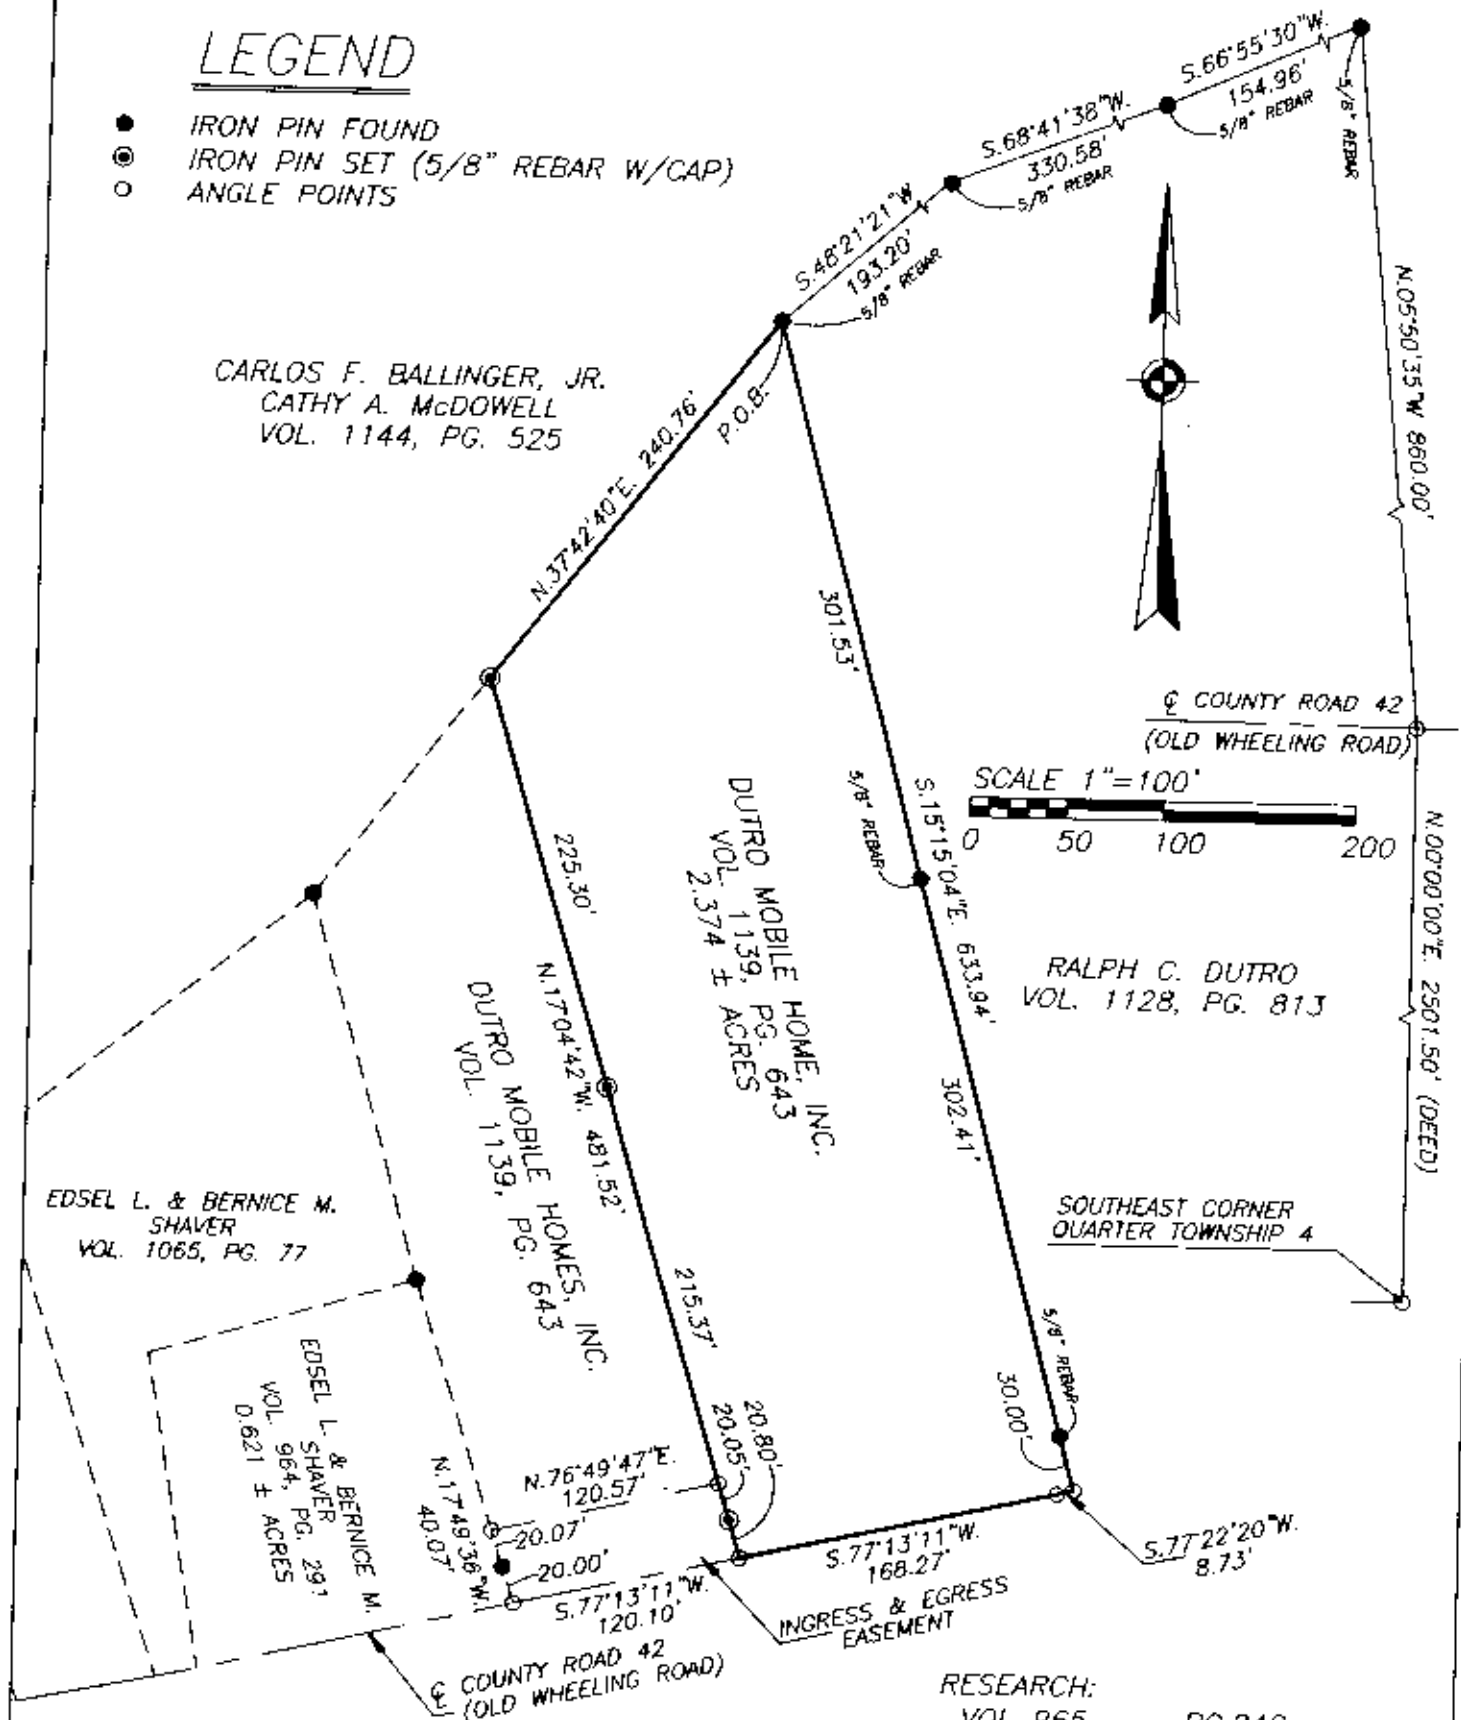 LEGEND
IRON PIN FOUND
IRON PIN SET (5/8" REBAR W/CAP)
ANGLE POINTS
S.66°55'30"W.
154.96'
5/8" REBAR
5/8" REBAR
S.68°41'38"W.
330.58'
5/8" REBAR
S.48°21'21"W
193.20'
5/8" REBAR
N.05°50'35"W 860.00'
CARLOS F. BALLINGER, JR.
CATHY A. McDOWELL
VOL. 1144, PG. 525
P.O.B.
N.37°42'40"E. 240.76'
301.53'
℄ COUNTY ROAD 42
(OLD WHEELING ROAD)
SCALE 1"=100'
0 50 100 200
5/8" REBAR
S.15°15'04"E. 633.94'
DUTRO MOBILE HOME, INC.
VOL. 1139, PG. 643
2.374 ± ACRES
225.30'
N.17°04'42"W. 481.52'
RALPH C. DUTRO
VOL. 1128, PG. 813
N.00°00'00"E. 2501.50' (DEED)
DUTRO MOBILE HOMES, INC.
VOL. 1139, PG. 643
302.41'
EDSEL L. & BERNICE M.
SHAVER
VOL. 1065, PG. 77
SOUTHEAST CORNER
QUARTER TOWNSHIP 4
215.37'
5/8" REBAR
30.00'
EDSEL L. & BERNICE M.
SHAVER
VOL. 964, PG. 291
0.621 ± ACRES
20.80'
20.05'
N.76°49'47"E.
120.57'
N.17°49'36"W.
40.07'
20.07'
20.00'
S.77°13'11"W.
168.27'
S.77°22'20"W.
8.73'
S.77°13'11"W.
120.10'
INGRESS & EGRESS
EASEMENT
℄ COUNTY ROAD 42
(OLD WHEELING ROAD)
RESEARCH: